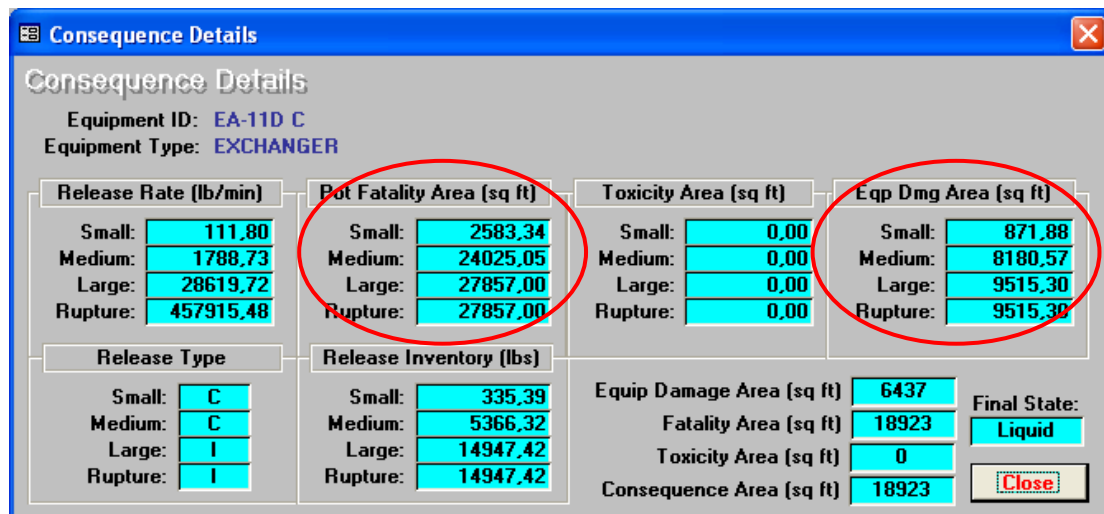 Consequence Details
Consequence Details
Equipment ID: EA-11D C
Equipment Type: EXCHANGER
Release Rate (lb/min)
Small: 111,80
Medium: 1788,73
Large: 28619,72
Rupture: 457915,48
Pot Fatality Area (sq ft)
Small: 2583,34
Medium: 24025,05
Large: 27857,00
Rupture: 27857,00
Toxicity Area (sq ft)
Small: 0,00
Medium: 0,00
Large: 0,00
Rupture: 0,00
Eqp Dmg Area (sq ft)
Small: 871,88
Medium: 8180,57
Large: 9515,30
Rupture: 9515,30
Release Type
Small: C
Medium: C
Large: I
Rupture: I
Release Inventory (lbs)
Small: 335,39
Medium: 5366,32
Large: 14947,42
Rupture: 14947,42
Equip Damage Area (sq ft) 6437
Fatality Area (sq ft) 18923
Toxicity Area (sq ft) 0
Consequence Area (sq ft) 18923
Final State:
Liquid
Close